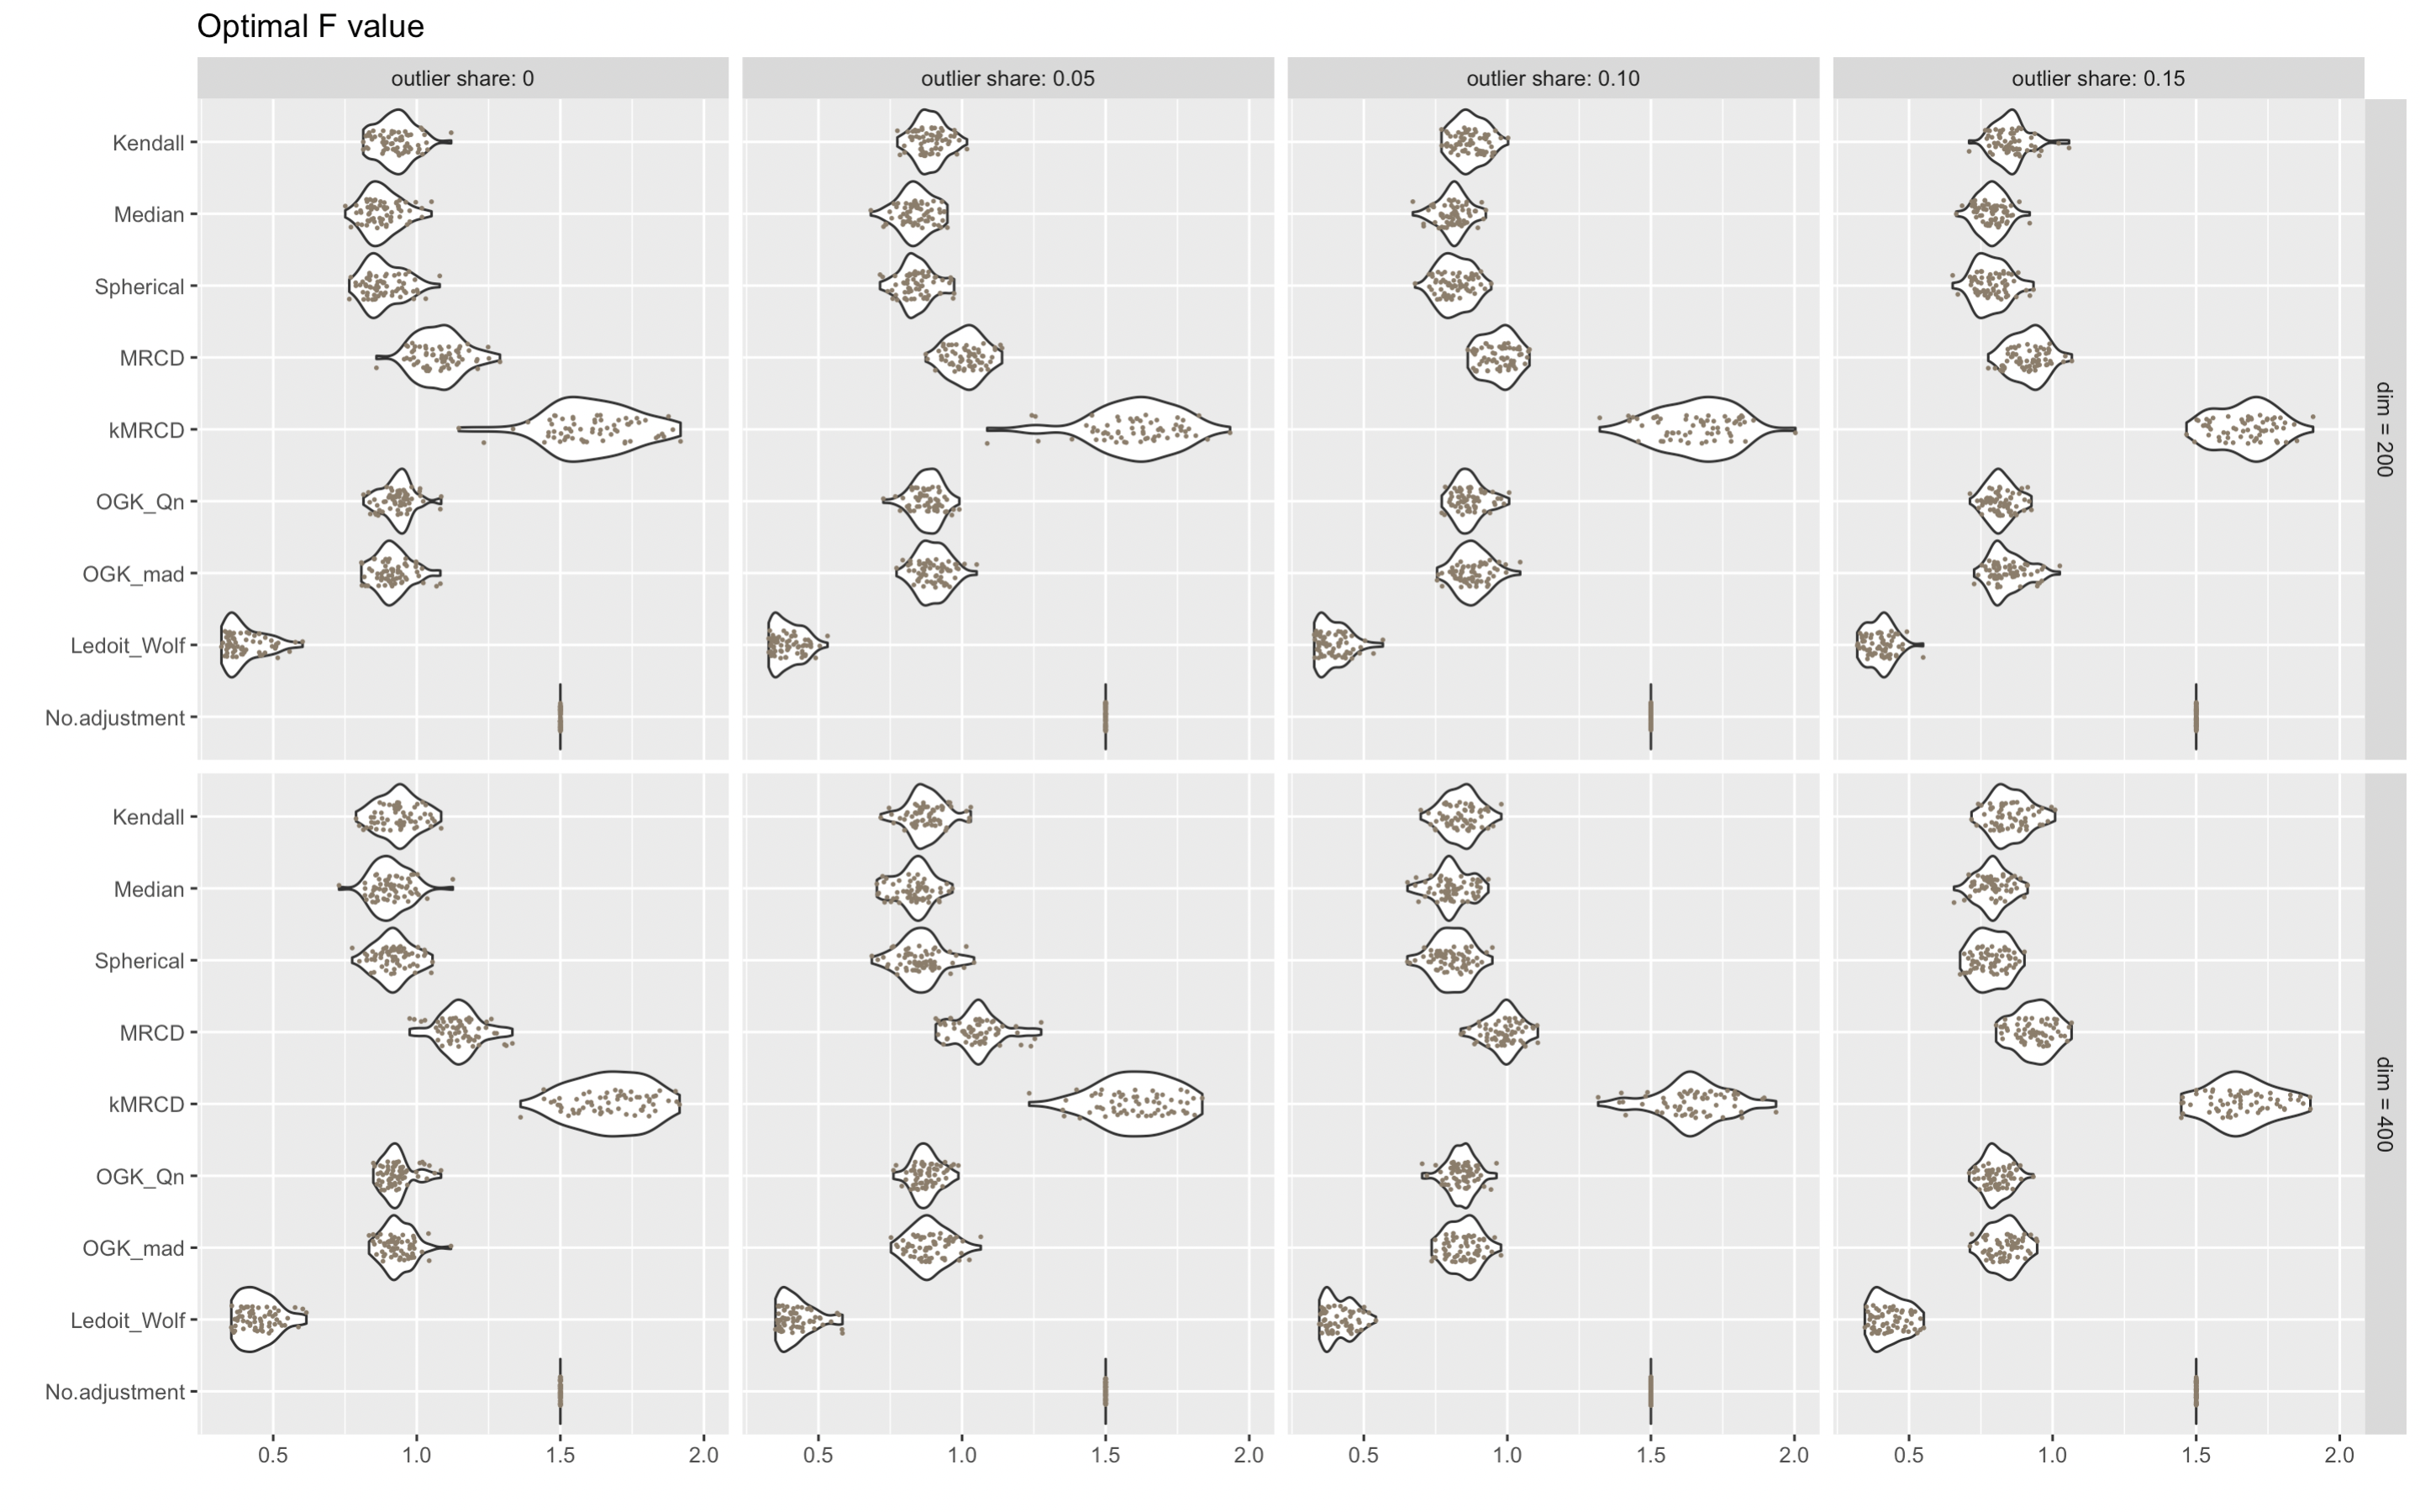 Optimal F value
outlier share: 0
outlier share: 0.05
outlier share: 0.10
outlier share: 0.15
Kendall
Median
Spherical
MRCD
kMRCD
OGK_Qn
OGK_mad
Ledoit_Wolf
No.adjustment
dim = 200
Kendall
Median
Spherical
MRCD
kMRCD
OGK_Qn
OGK_mad
Ledoit_Wolf
No.adjustment
dim = 400
0.5 1.0 1.5 2.0
0.5 1.0 1.5 2.0
0.5 1.0 1.5 2.0
0.5 1.0 1.5 2.0